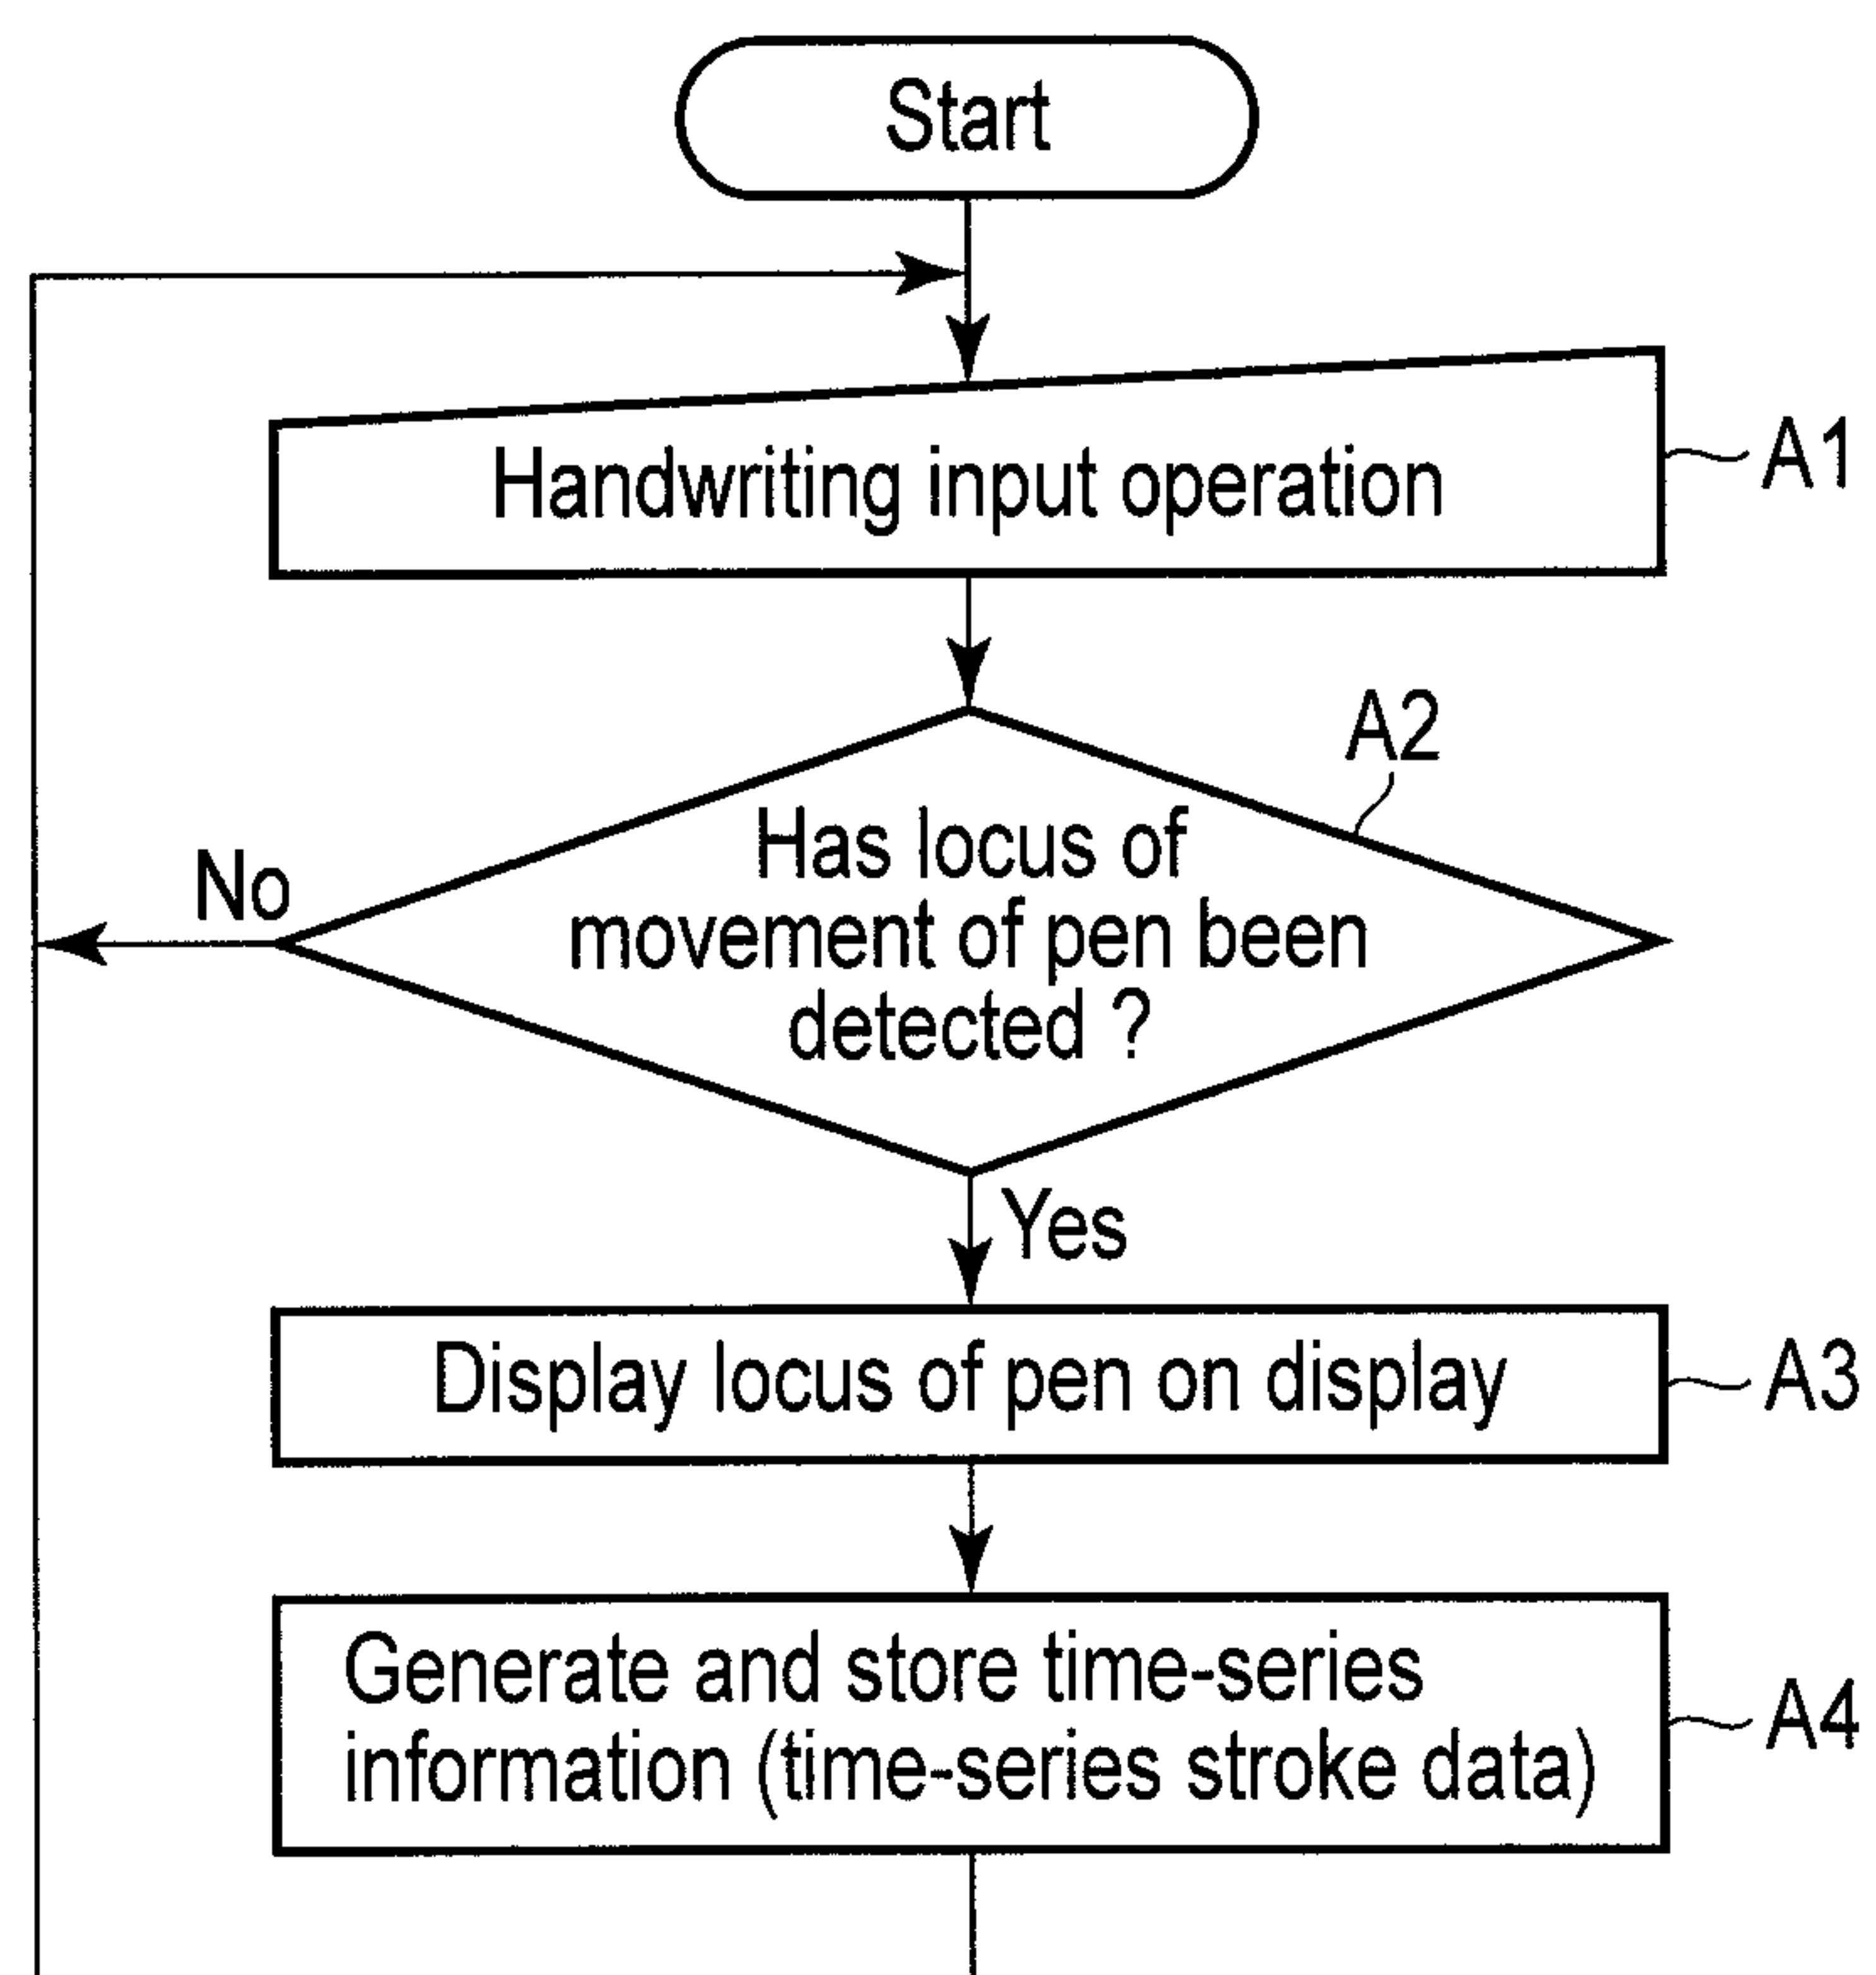 Start
Handwriting input operation
A1
A2
Has locus of
movement of pen been
detected ?
No
Yes
Display locus of pen on display
A3
Generate and store time-series
information (time-series stroke data)
A4